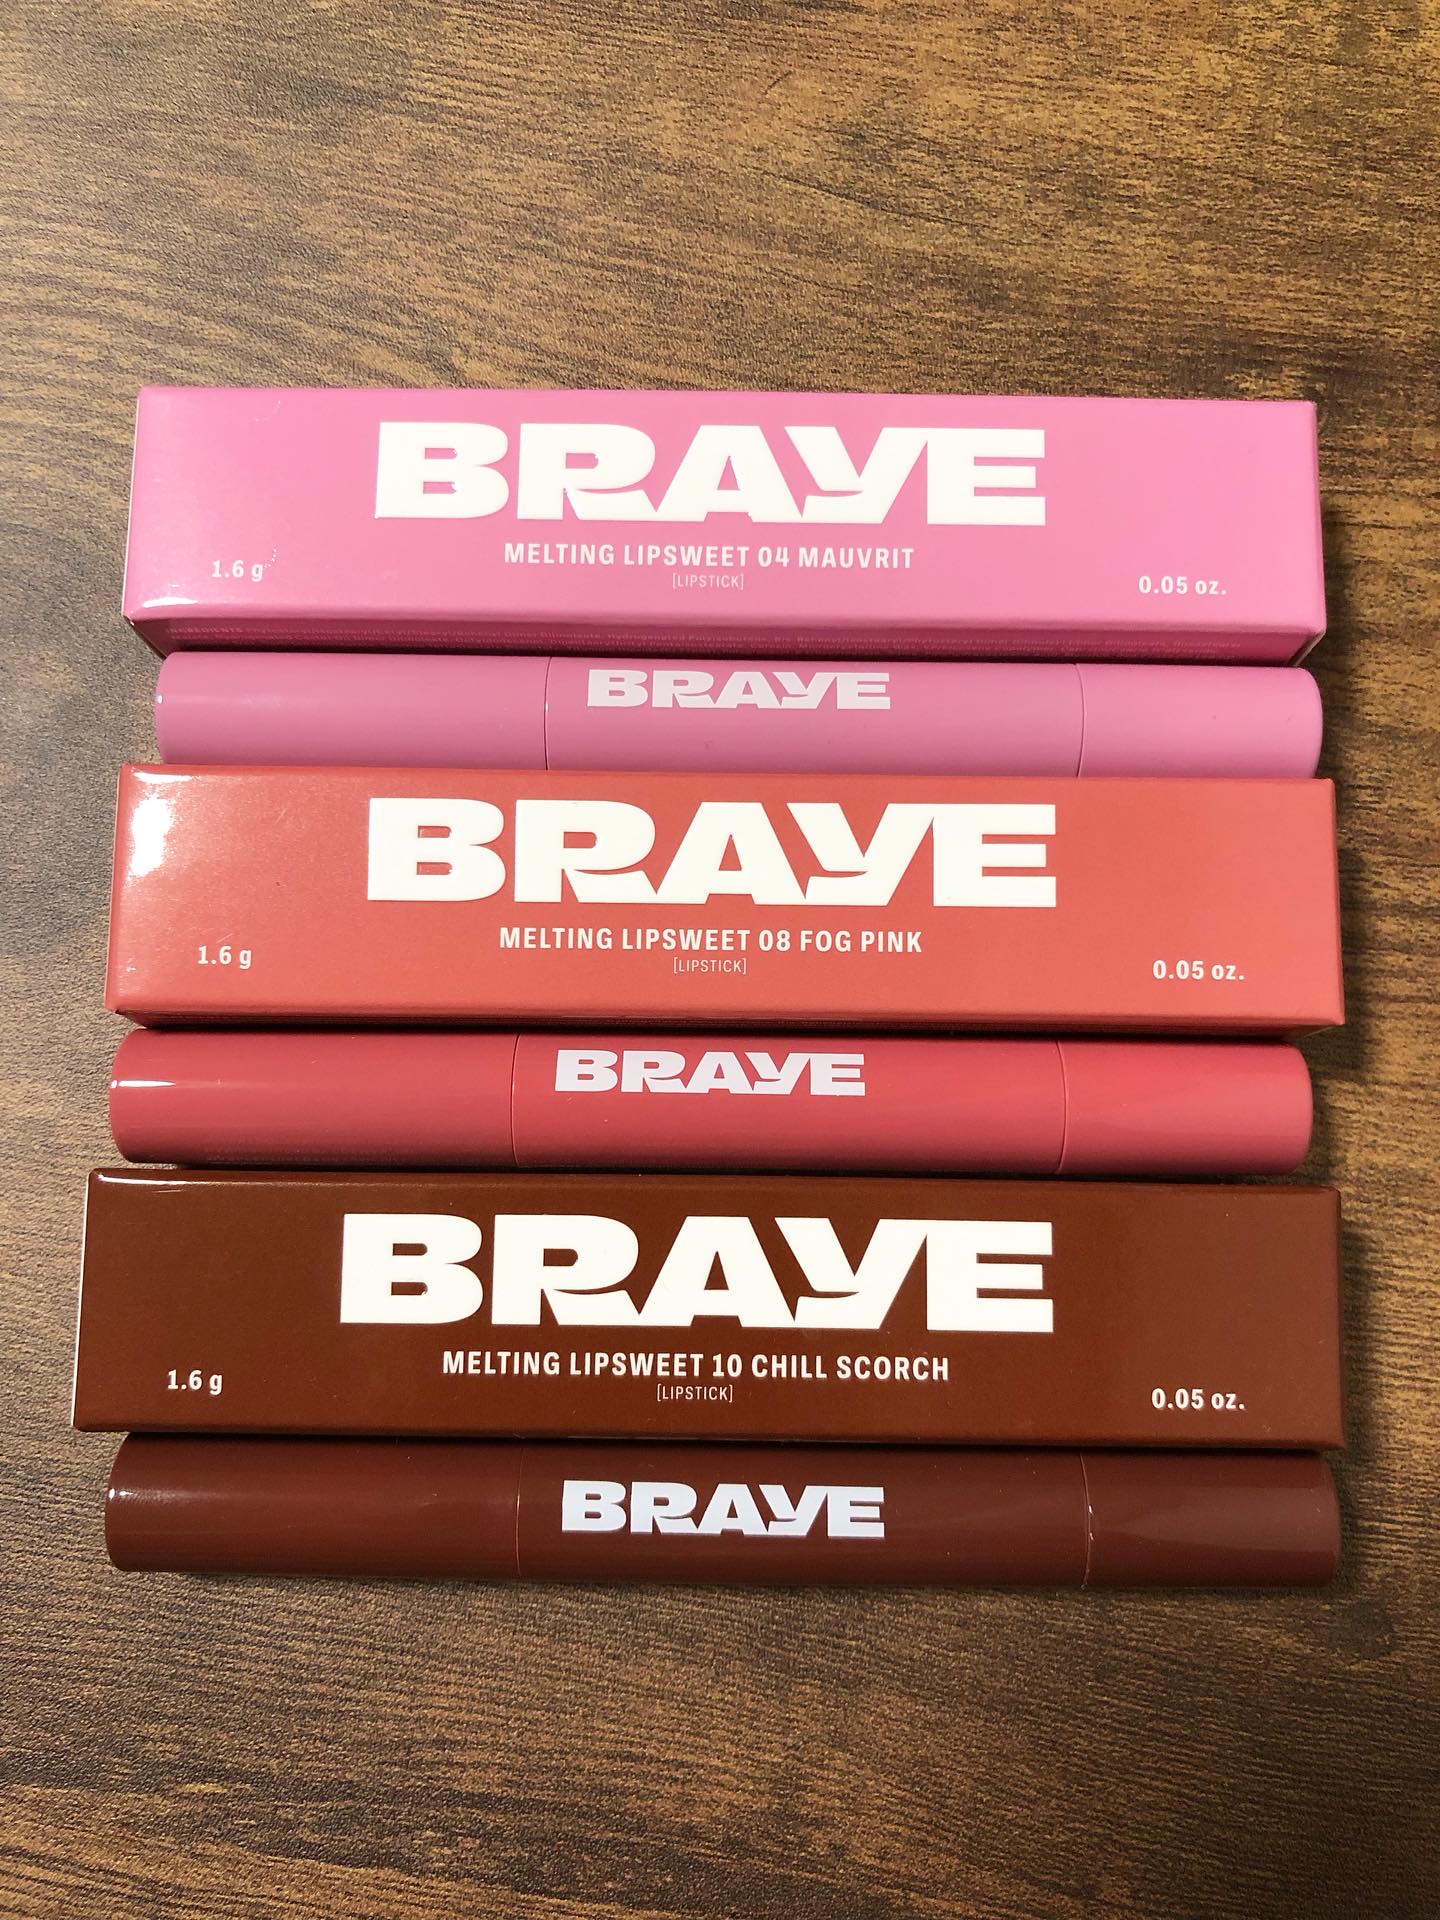 BRAYE
MELTING LIPSWEET 04 MAUVRIT
[LIPSTICK]
1.6 g
0.05 oz.
INGREDIENTS
BRAYE
BRAYE
MELTING LIPSWEET 08 FOG PINK
[LIPSTICK]
1.6 g
0.05 oz.
BRAYE
BRAYE
MELTING LIPSWEET 10 CHILL SCORCH
[LIPSTICK]
1.6 g
0.05 oz.
BRAYE